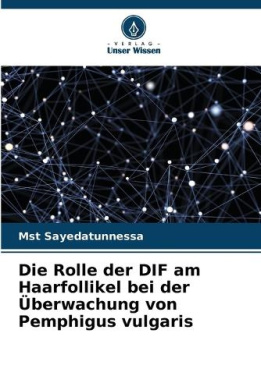 - VERLAG -
Unser Wissen
Mst Sayedatunnessa
Die Rolle der DIF am
Haarfollikel bei der
Überwachung von
Pemphigus vulgaris